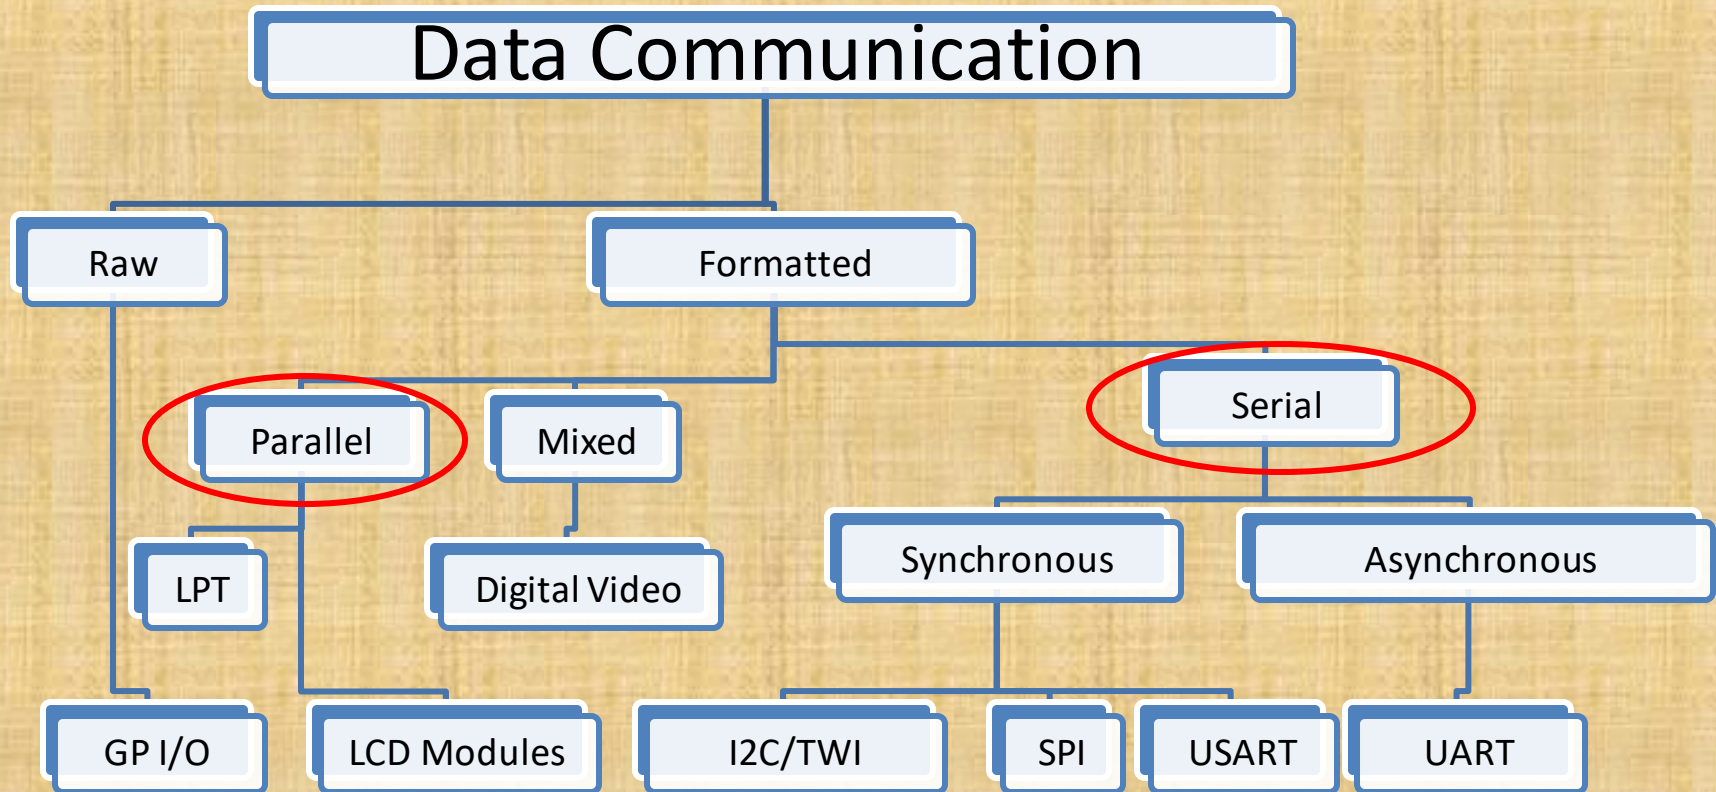 Data Communication
Raw
Formatted
Parallel
Mixed
Serial
LPT
Digital Video
Synchronous
Asynchronous
GP I/O
LCD Modules
I2C/TWI
SPI
USART
UART